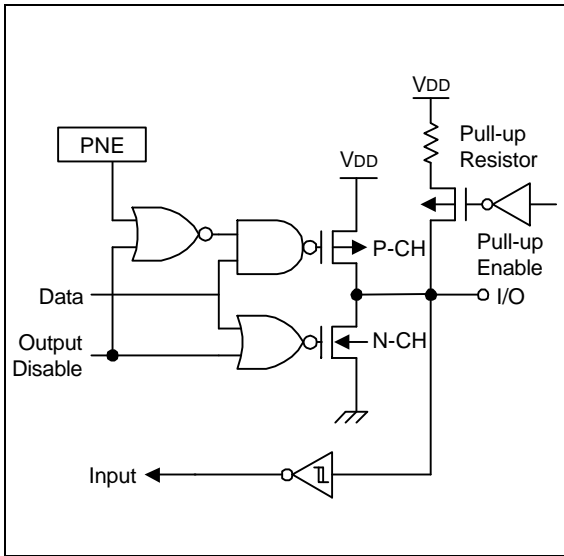 VDD
Pull-up
Resistor
PNE
VDD
P-CH
Pull-up
Enable
Data
I/O
Output
Disable
N-CH
Input